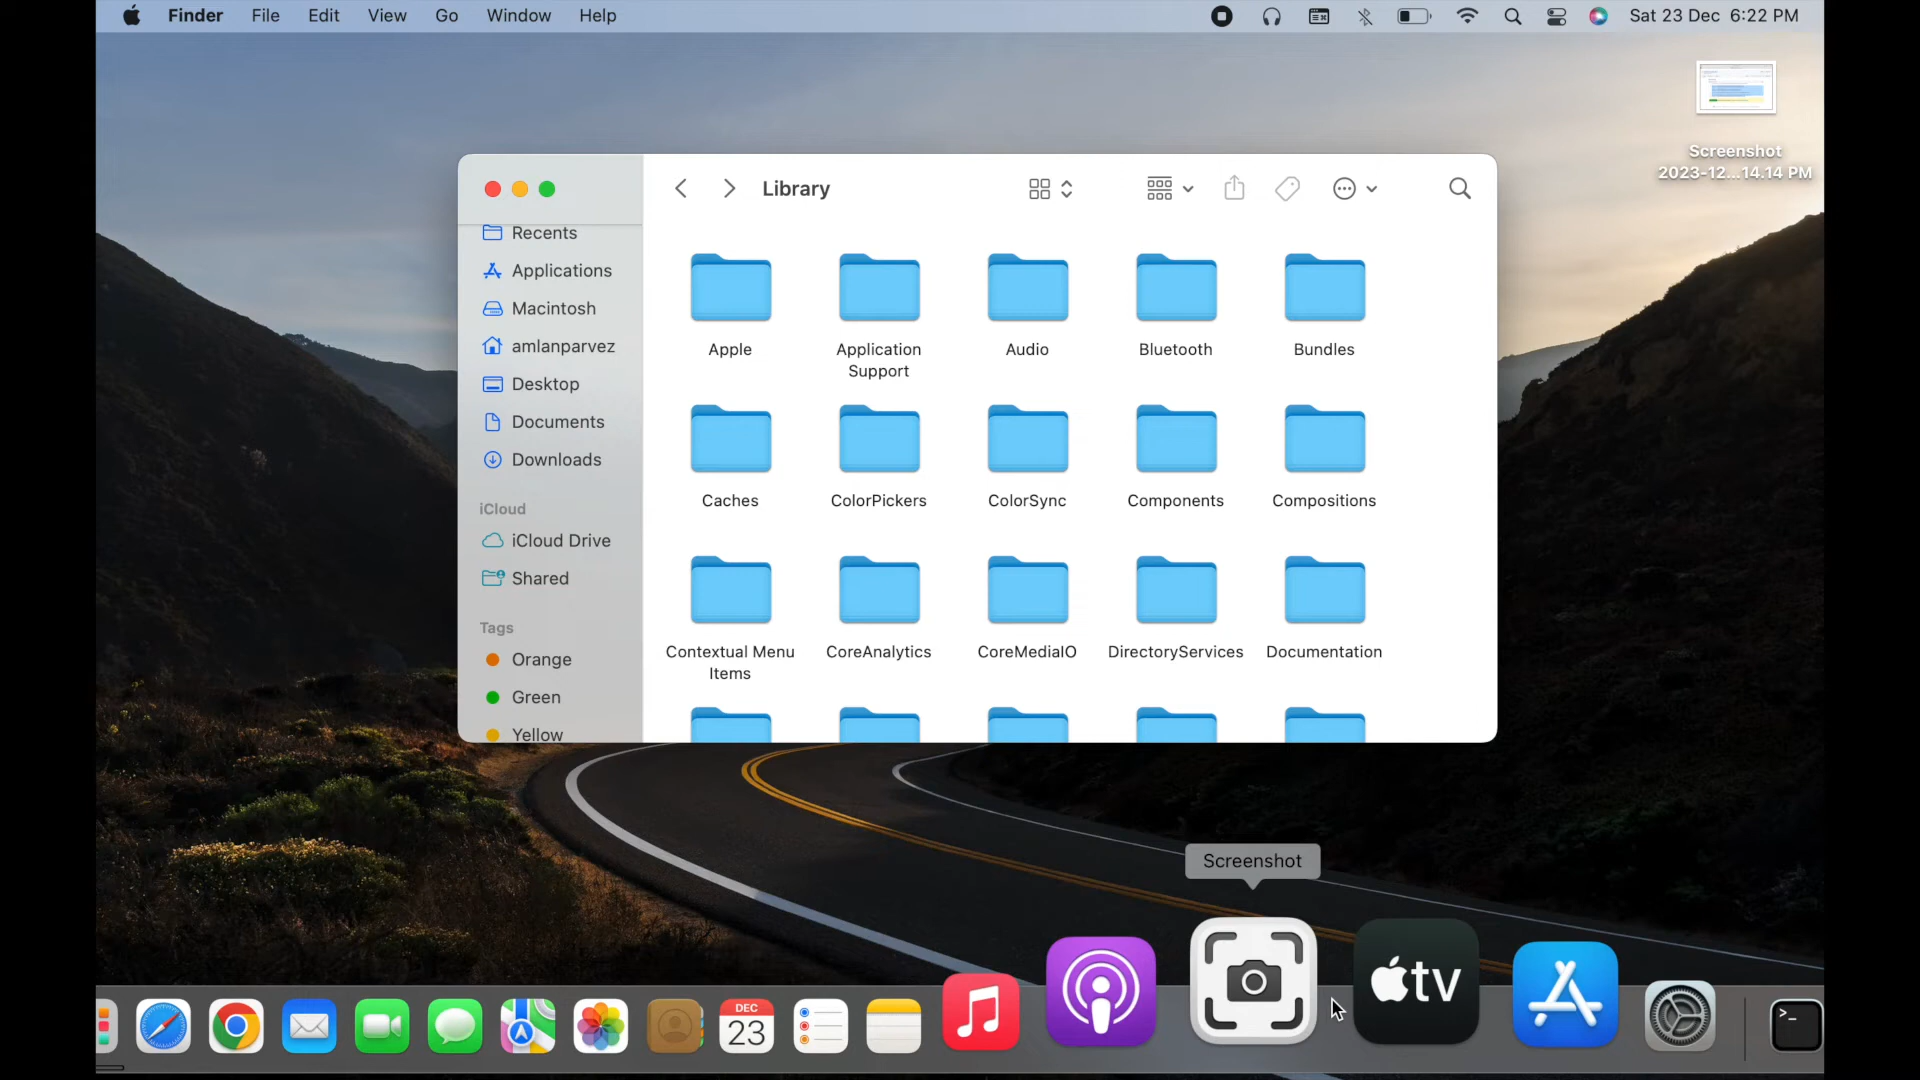 Finder File Edit View Go Window Help Sat 23 Dec 6:22 PM
Screenshot
2023-12...14.14 PM
Library
Recents
Applications
Macintosh
amlanparvez
Desktop
Documents
Downloads
iCloud
iCloud Drive
Shared
Tags
Orange
Green
Yellow
Apple
Application
Support
Audio
Bluetooth
Bundles
Caches
ColorPickers
ColorSync
Components
Compositions
Contextual Menu
Items
CoreAnalytics
CoreMediaIO
DirectoryServices
Documentation
Screenshot
DEC
23
tv
>_